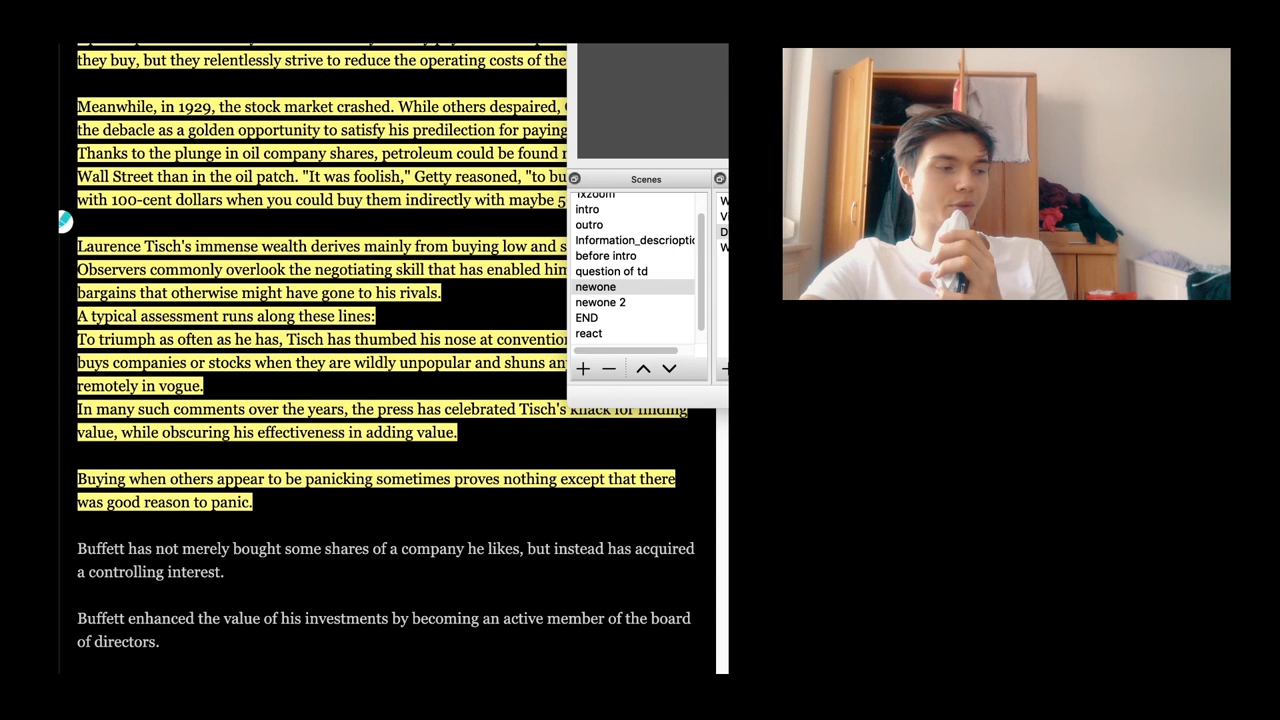 they buy, but they relentlessly strive to reduce the operating costs of the
Meanwhile, in 1929, the stock market crashed. While others despaired,
the debacle as a golden opportunity to satisfy his predilection for paying
Thanks to the plunge in oil company shares, petroleum could be found
Wall Street than in the oil patch. "It was foolish," Getty reasoned, "to bu
with 100-cent dollars when you could buy them indirectly with maybe 5
Laurence Tisch's immense wealth derives mainly from buying low and s
Observers commonly overlook the negotiating skill that has enabled him
bargains that otherwise might have gone to his rivals.
A typical assessment runs along these lines:
To triumph as often as he has, Tisch has thumbed his nose at conventio
buys companies or stocks when they are wildly unpopular and shuns an
remotely in vogue.
In many such comments over the years, the press has celebrated Tisch's knack for finding
value, while obscuring his effectiveness in adding value.
Buying when others appear to be panicking sometimes proves nothing except that there
was good reason to panic.
Buffett has not merely bought some shares of a company he likes, but instead has acquired
a controlling interest.
Buffett enhanced the value of his investments by becoming an active member of the board
of directors.
Scenes
1xzoom
intro
outro
Information_descrioptic
before intro
question of td
newone
newone 2
END
react
W
Vi
D
W